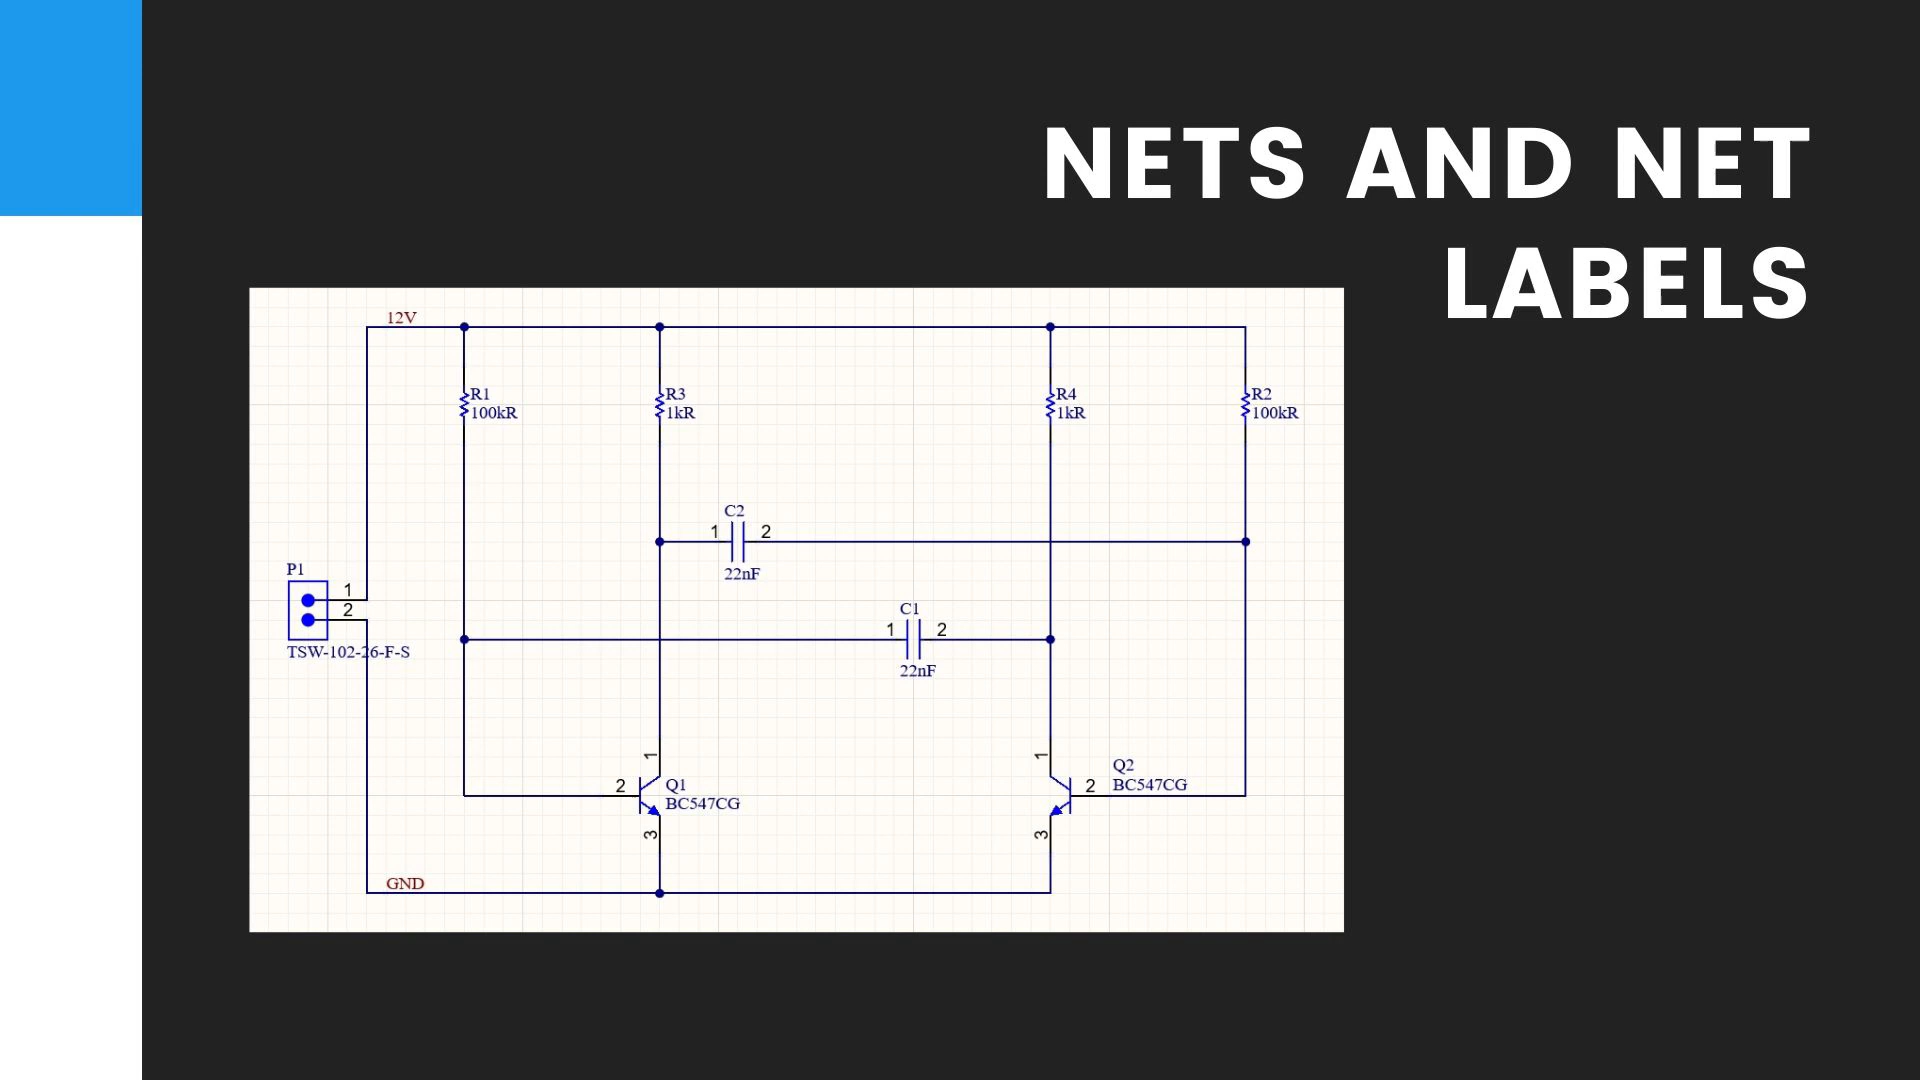 NETS AND NET
LABELS
12V
R1
100kR
R3
1kR
R4
1kR
R2
100kR
C2
1 2
22nF
P1
1
2
TSW-102-26-F-S
C1
1 2
22nF
1
2
Q1
BC547CG
3
1
Q2
2
BC547CG
3
GND